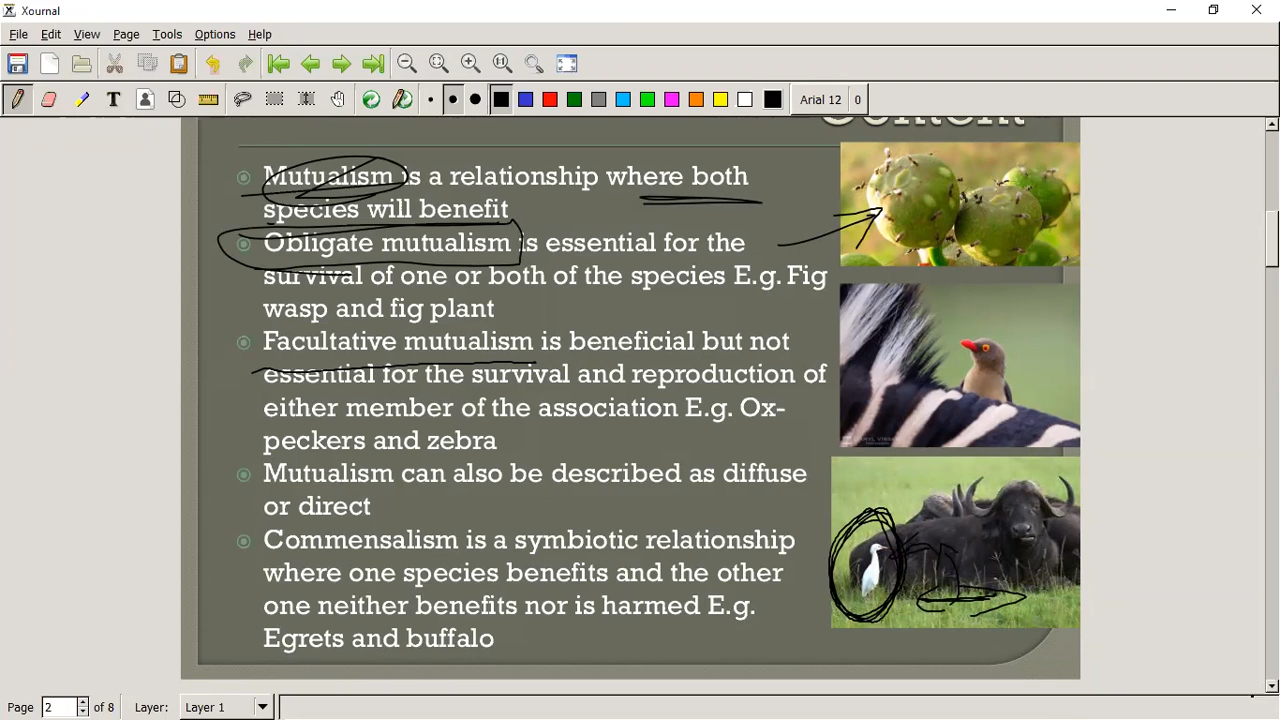 Xournal
File Edit View Page Tools Options Help
T Arial 12 0
Content
Mutualism is a relationship where both
species will benefit
Obligate mutualism is essential for the
survival of one or both of the species E.g. Fig
wasp and fig plant
Facultative mutualism is beneficial but not
essential for the survival and reproduction of
either member of the association E.g. Ox-
peckers and zebra
Mutualism can also be described as diffuse
or direct
Commensalism is a symbiotic relationship
where one species benefits and the other
one neither benefits nor is harmed E.g.
Egrets and buffalo
Page 2 of 8 Layer: Layer 1